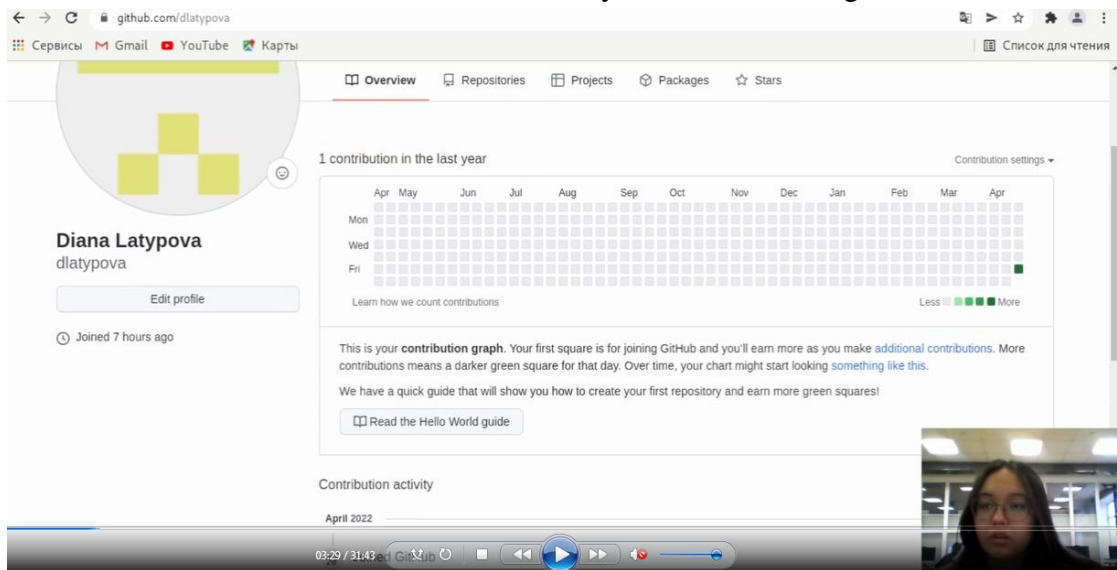 github.com/dlatypova
Сервисы Gmail YouTube Карты Список для чтения
Overview Repositories Projects Packages Stars
1 contribution in the last year Contribution settings
Apr May Jun Jul Aug Sep Oct Nov Dec Jan Feb Mar Apr
Mon
Wed
Fri
Learn how we count contributions Less More
Diana Latypova
dlatypova
Edit profile
Joined 7 hours ago
This is your contribution graph. Your first square is for joining GitHub and you'll earn more as you make additional contributions. More
contributions means a darker green square for that day. Over time, your chart might start looking something like this.
We have a quick guide that will show you how to create your first repository and earn more green squares!
Read the Hello World guide
Contribution activity
April 2022
03:29 / 31:43